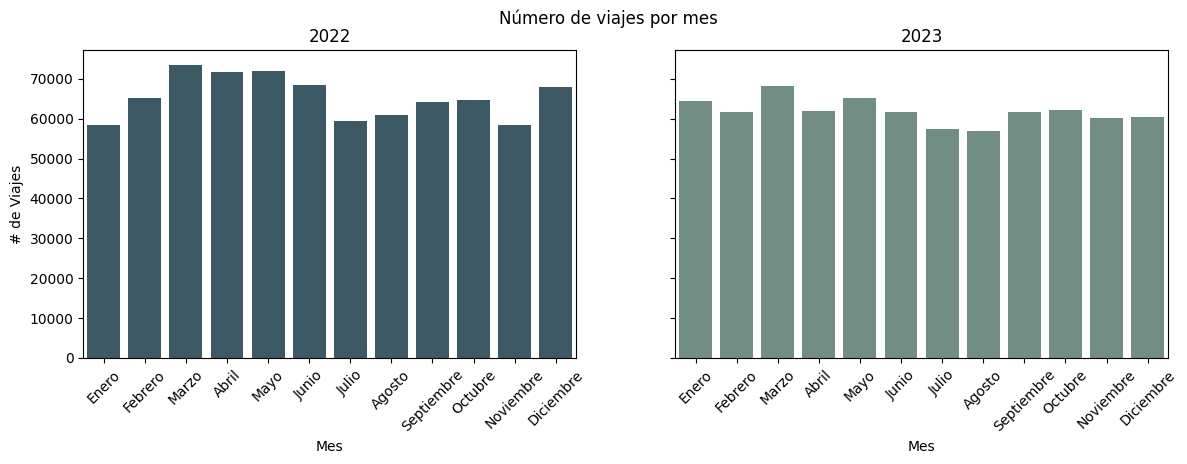 Número de viajes por mes
2022
# de Viajes
70000
60000
50000
40000
30000
20000
10000
0
Enero
Febrero
Marzo
Abril
Mayo
Junio
Julio
Agosto
Septiembre
Octubre
Noviembre
Diciembre
Mes
2023
Enero
Febrero
Marzo
Abril
Mayo
Junio
Julio
Agosto
Septiembre
Octubre
Noviembre
Diciembre
Mes